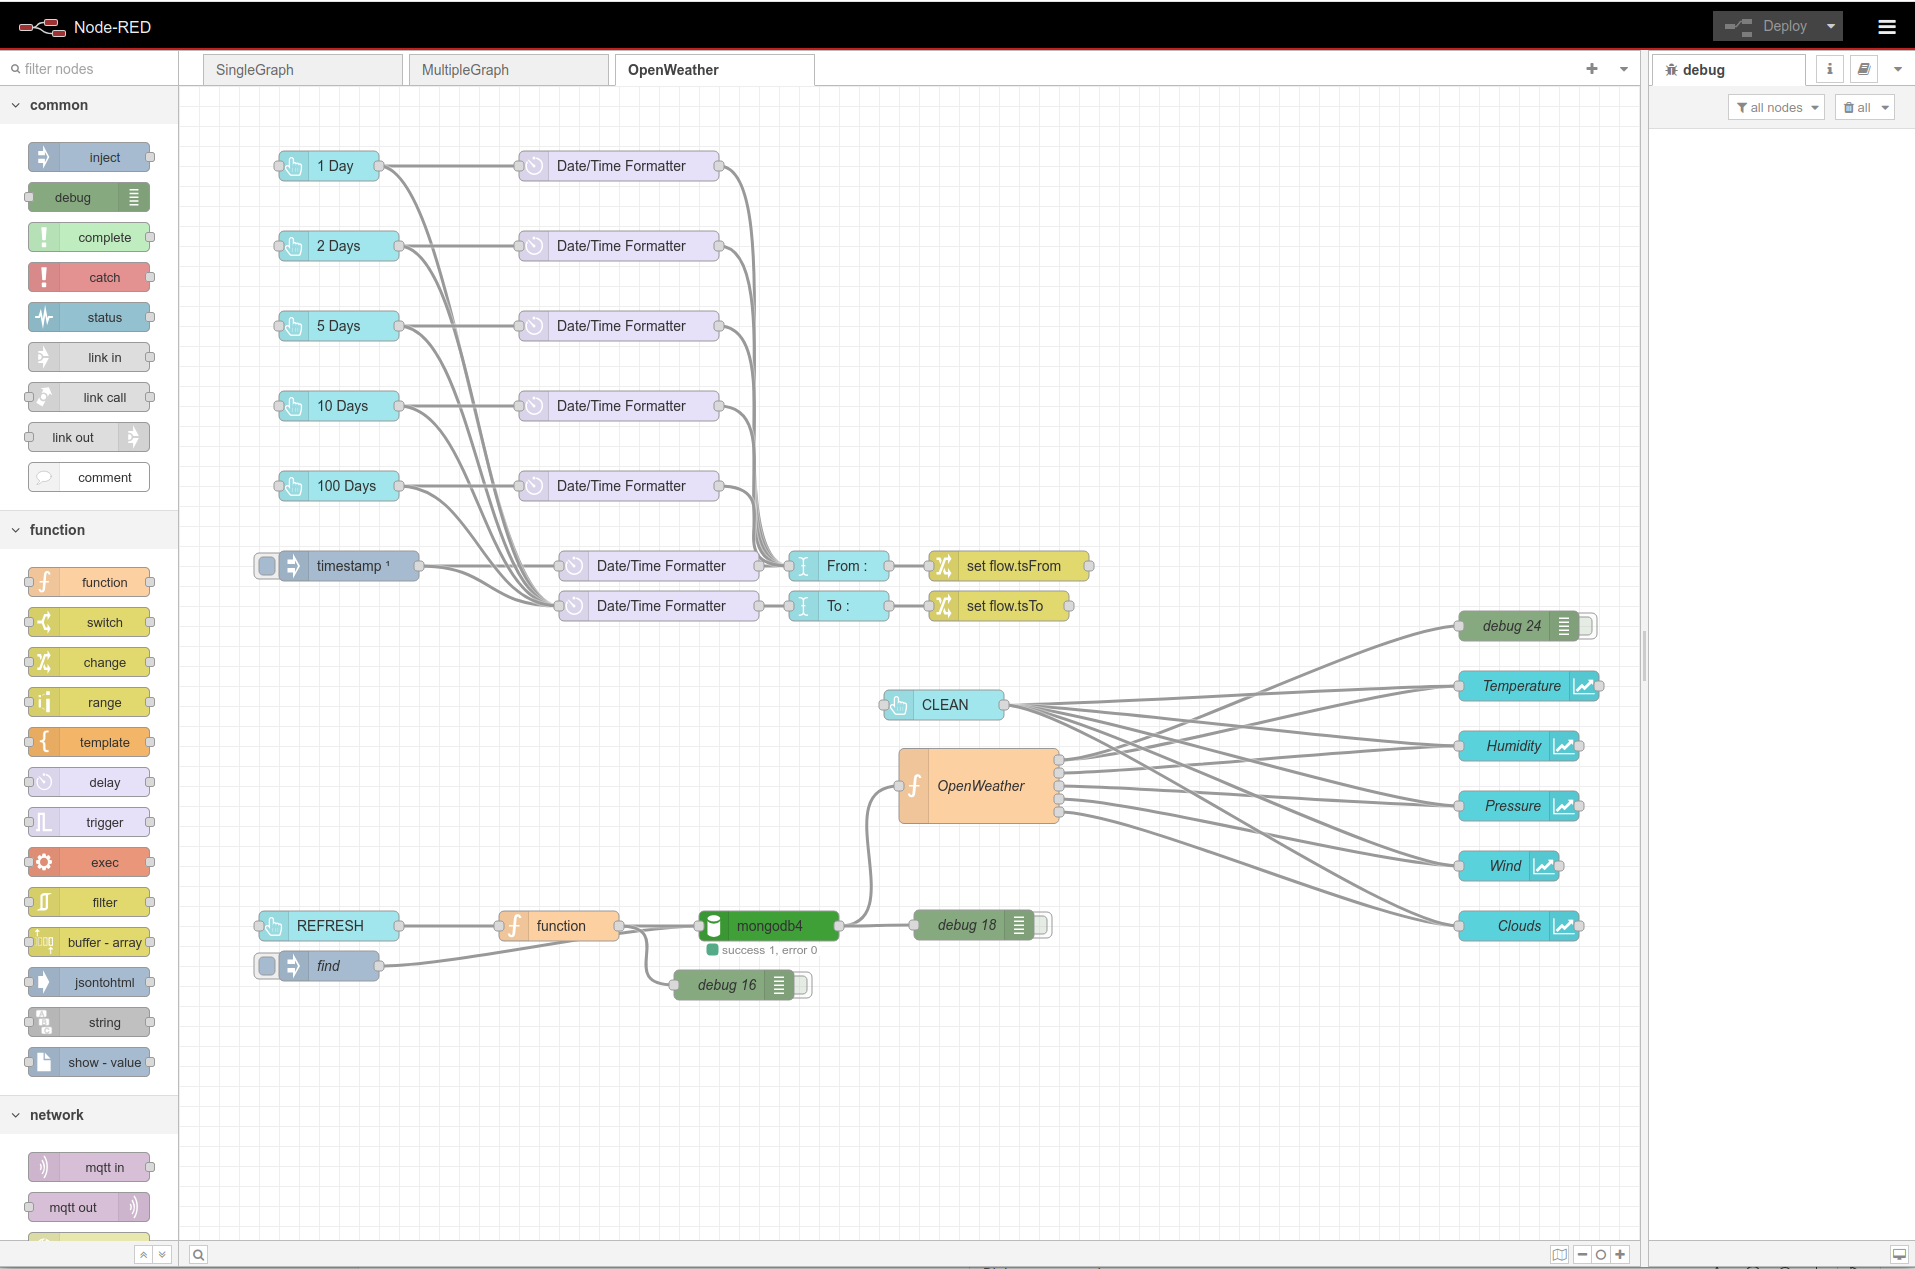 Node-RED
Deploy
filter nodes
SingleGraph
MultipleGraph
OpenWeather
debug
all nodes
all
common
inject
debug
complete
catch
status
link in
link call
link out
comment
function
function
switch
change
range
template
delay
trigger
exec
filter
buffer - array
jsontohtml
string
show - value
network
mqtt in
mqtt out
1 Day
Date/Time Formatter
2 Days
Date/Time Formatter
5 Days
Date/Time Formatter
10 Days
Date/Time Formatter
100 Days
Date/Time Formatter
timestamp ¹
Date/Time Formatter
From :
set flow.tsFrom
Date/Time Formatter
To :
set flow.tsTo
debug 24
Temperature
CLEAN
Humidity
OpenWeather
Pressure
Wind
REFRESH
function
mongodb4
debug 18
Clouds
success 1, error 0
find
debug 16